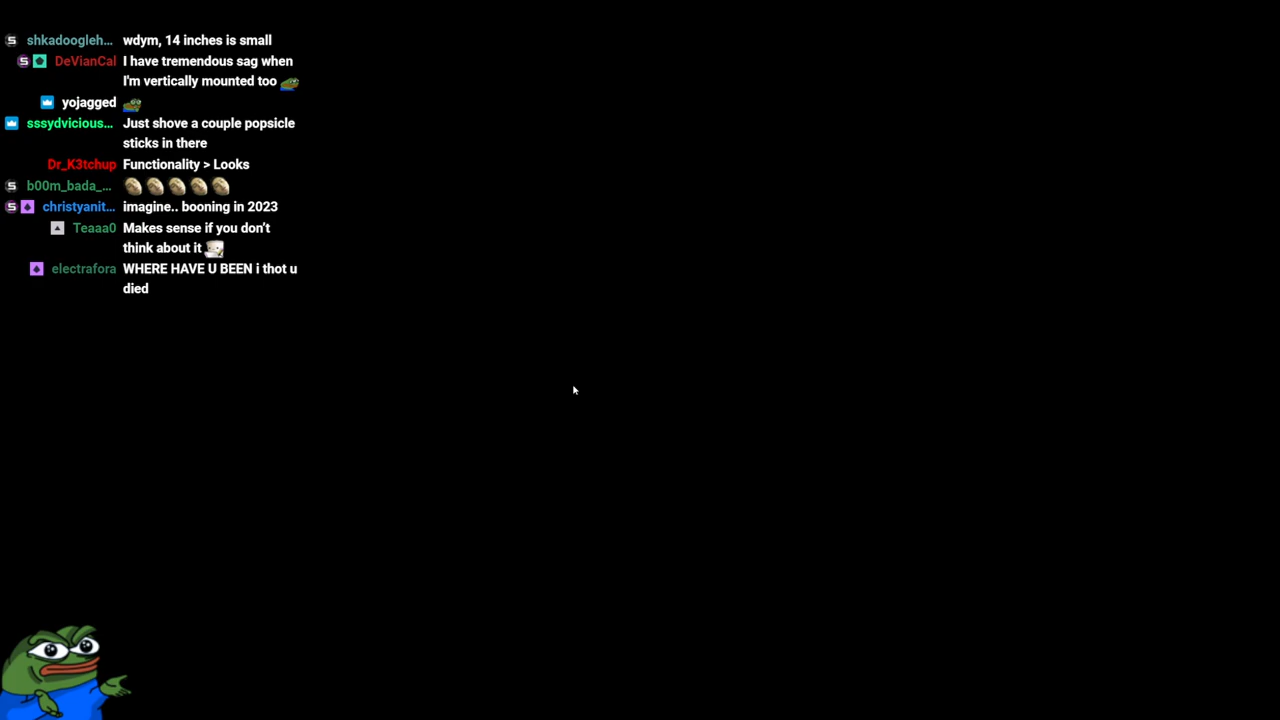 shkadoogleh... wdym, 14 inches is small
DeVianCal I have tremendous sag when
I'm vertically mounted too
yojagged
sssydvicious... Just shove a couple popsicle
sticks in there
Dr_K3tchup Functionality > Looks
b00m_bada_...
christyanit... imagine.. booning in 2023
Teaaa0 Makes sense if you don’t
think about it
electrafora WHERE HAVE U BEEN i thot u
died